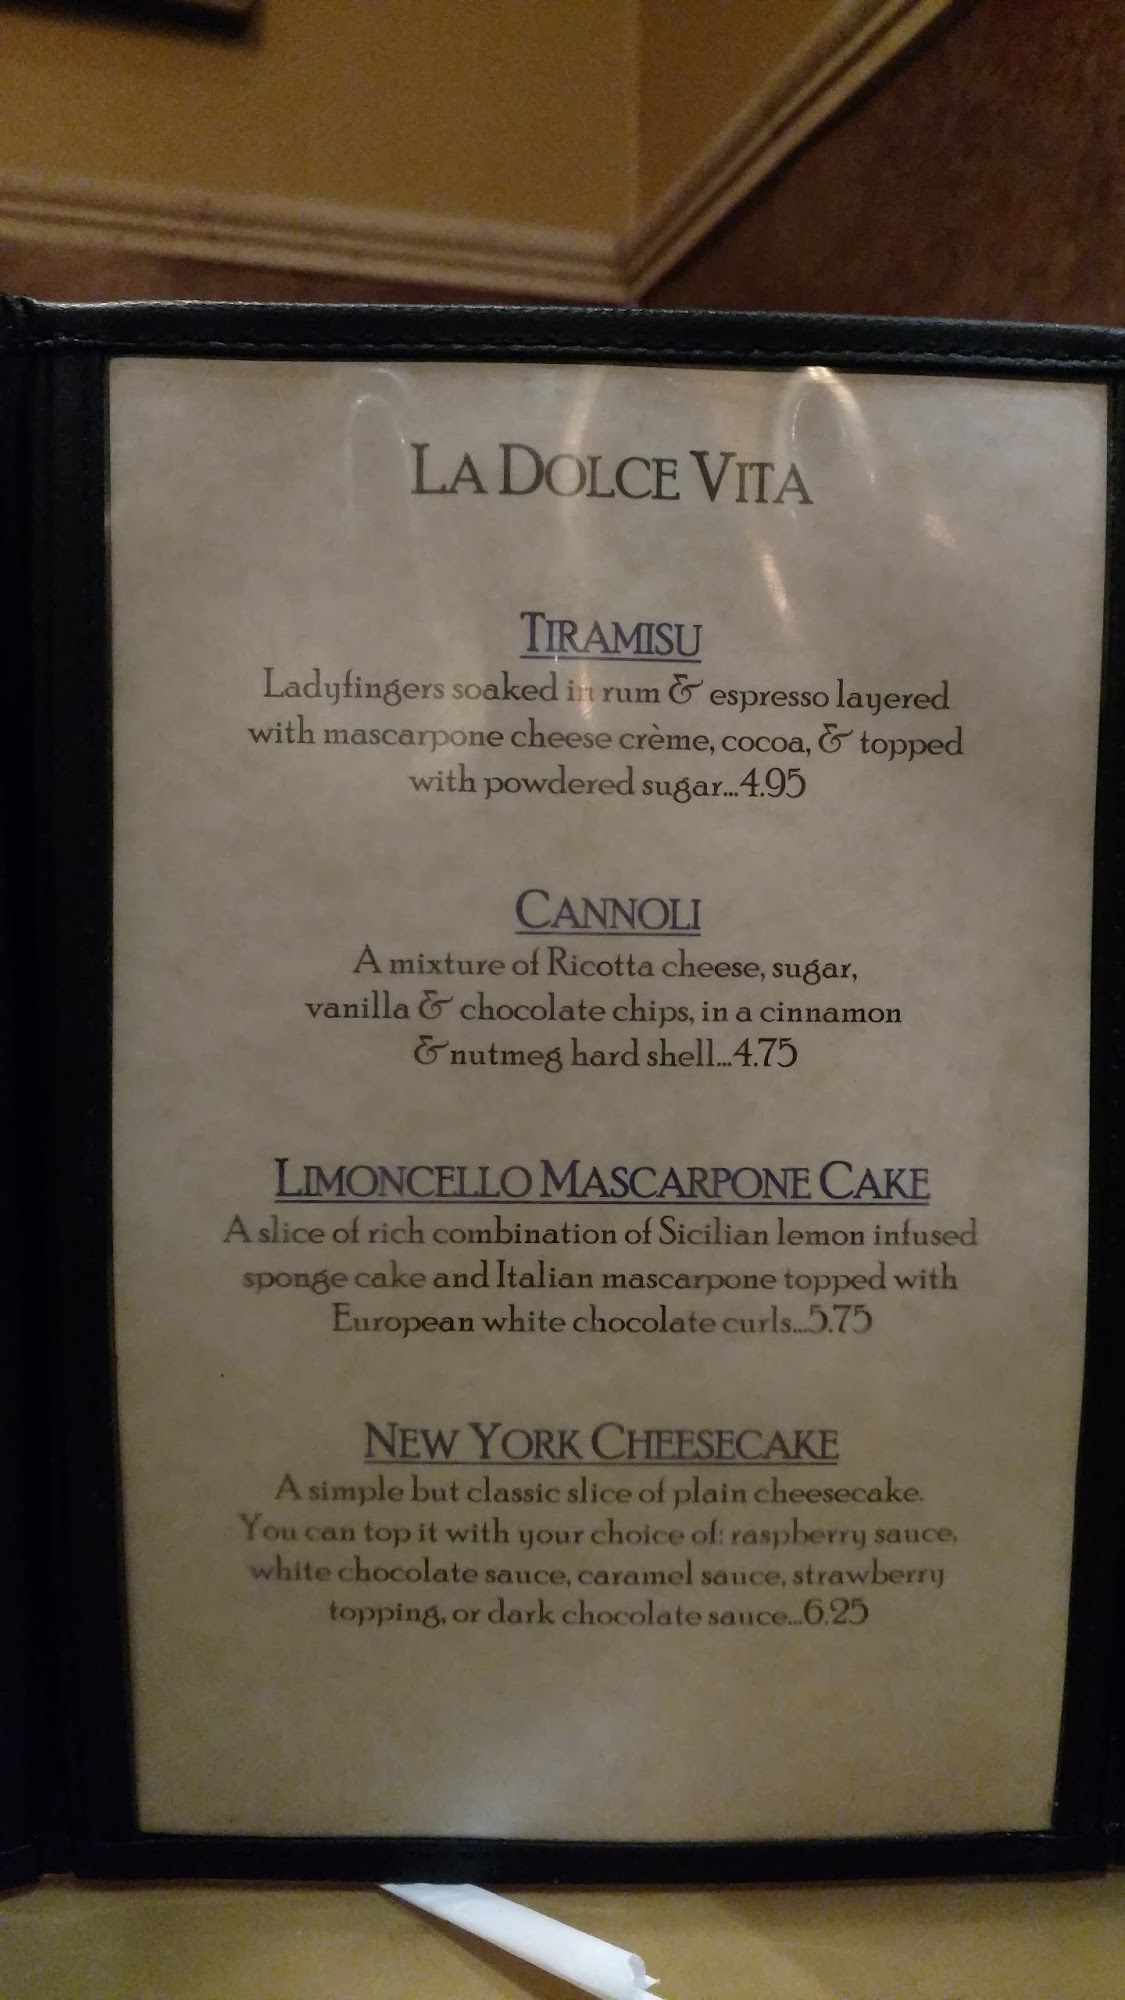 LA DOLCE VITA
TIRAMISU
Ladyfingers soaked in rum & espresso layered
with mascarpone cheese crème, cocoa, & topped
with powdered sugar...4.95
CANNOLI
A mixture of Ricotta cheese, sugar,
vanilla & chocolate chips, in a cinnamon
& nutmeg hard shell...4.75
LIMONCELLO MASCARPONE CAKE
A slice of rich combination of Sicilian lemon infused
sponge cake and Italian mascarpone topped with
European white chocolate curls...5.75
NEW YORK CHEESECAKE
A simple but classic slice of plain cheesecake.
You can top it with your choice of: raspberry sauce,
white chocolate sauce, caramel sauce, strawberry
topping, or dark chocolate sauce...6.25